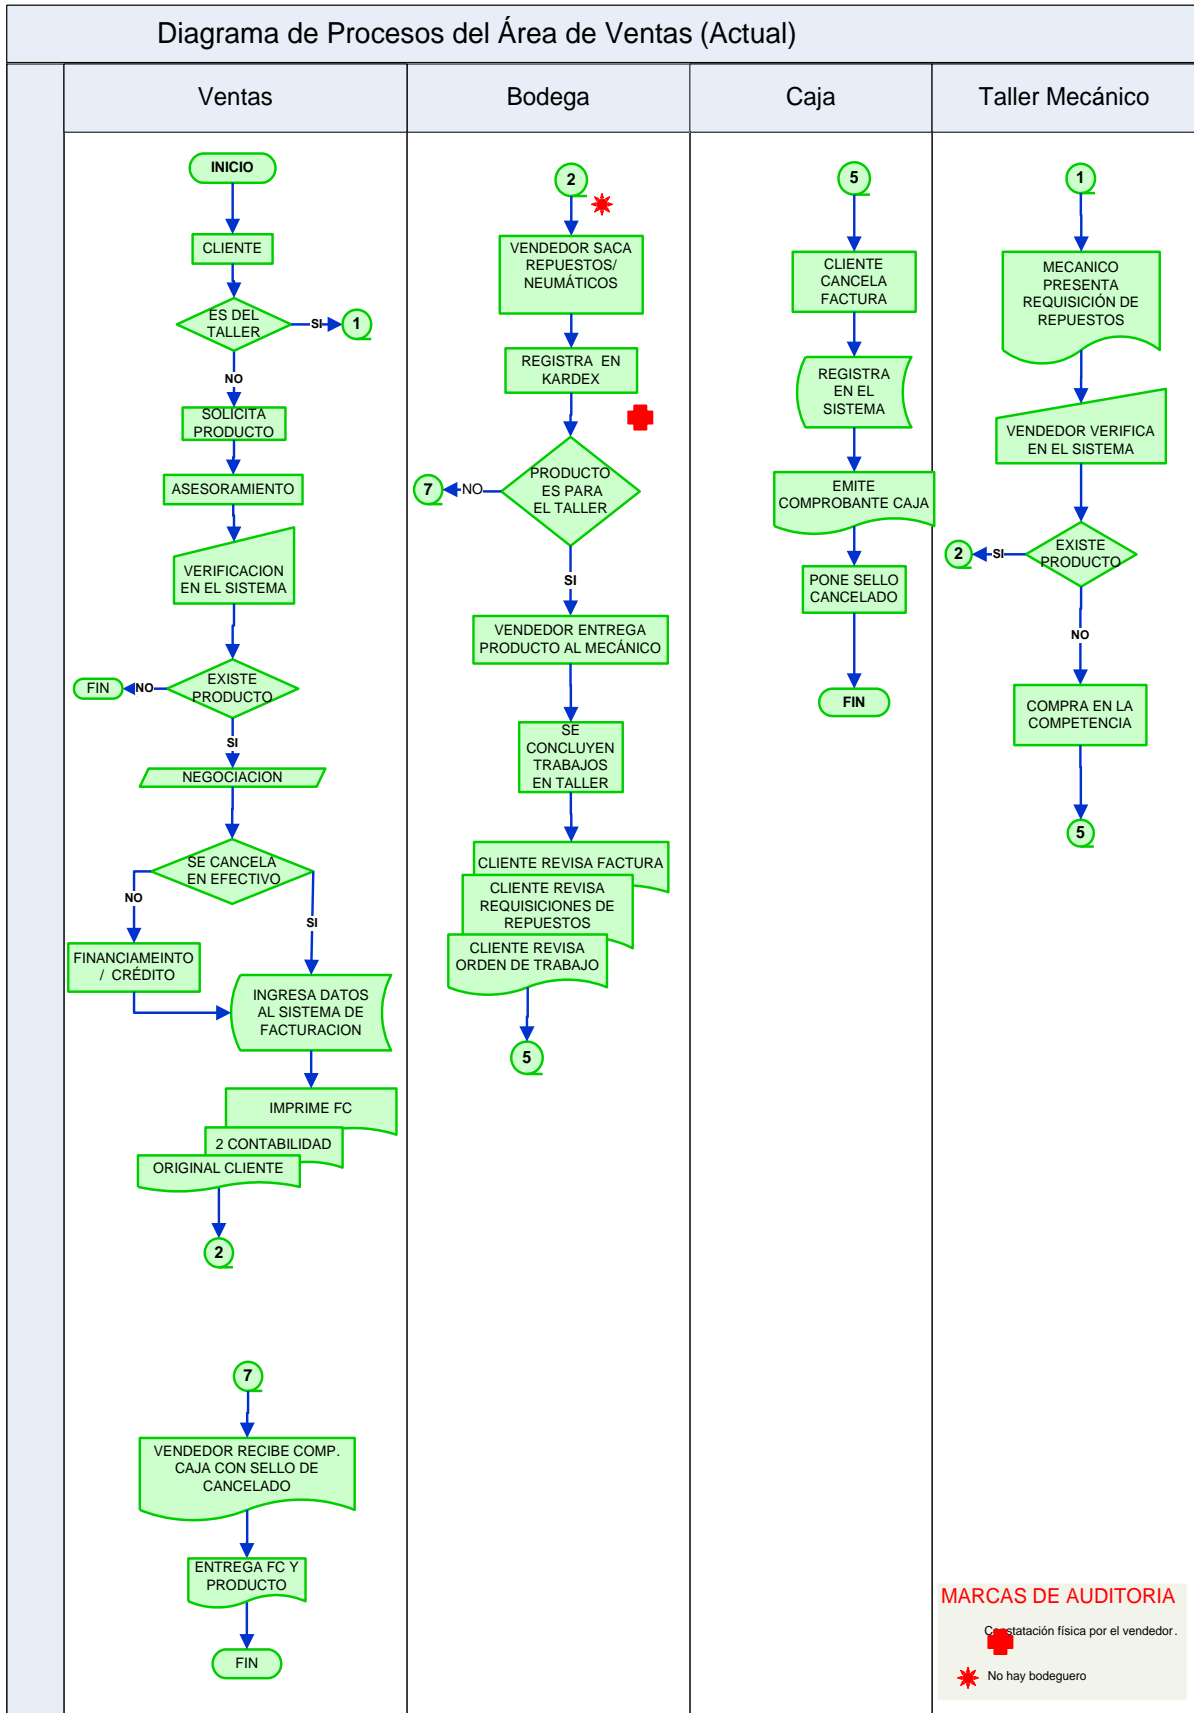 Diagrama de Procesos del Área de Ventas (Actual)
Ventas
Bodega
Caja
Taller Mecánico
INICIO
CLIENTE
ES DEL
TALLER
SI
1
NO
SOLICITA
PRODUCTO
ASESORAMIENTO
VERIFICACION
EN EL SISTEMA
EXISTE
PRODUCTO
NO
FIN
SI
NEGOCIACION
SE CANCELA
EN EFECTIVO
NO
SI
FINANCIAMEINTO
/ CRÉDITO
INGRESA DATOS
AL SISTEMA DE
FACTURACION
IMPRIME FC
2 CONTABILIDAD
ORIGINAL CLIENTE
2
7
VENDEDOR RECIBE COMP.
CAJA CON SELLO DE
CANCELADO
ENTREGA FC Y
PRODUCTO
FIN
2
VENDEDOR SACA
REPUESTOS/
NEUMÁTICOS
REGISTRA EN
KARDEX
PRODUCTO
ES PARA
EL TALLER
NO
7
SI
VENDEDOR ENTREGA
PRODUCTO AL MECÁNICO
SE
CONCLUYEN
TRABAJOS
EN TALLER
CLIENTE REVISA FACTURA
CLIENTE REVISA
REQUISICIONES DE
REPUESTOS
CLIENTE REVISA
ORDEN DE TRABAJO
5
5
CLIENTE
CANCELA
FACTURA
REGISTRA
EN EL
SISTEMA
EMITE
COMPROBANTE CAJA
PONE SELLO
CANCELADO
FIN
1
MECANICO
PRESENTA
REQUISICIÓN DE
REPUESTOS
VENDEDOR VERIFICA
EN EL SISTEMA
EXISTE
PRODUCTO
SI
2
NO
COMPRA EN LA
COMPETENCIA
5
MARCAS DE AUDITORIA
Constatación física por el vendedor.
No hay bodeguero